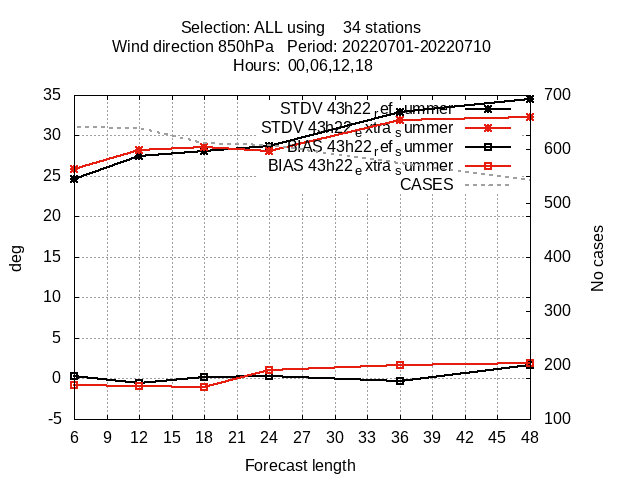 Selection: ALL using    34 stations
Wind direction 850hPa   Period: 20220701-20220710
Hours:  00,06,12,18
35 STDV 43h22_ref_summer 700
STDV 43h22_extra_summer
30 BIAS 43h22_ref_summer 600
BIAS 43h22_extra_summer
25 CASES
20 500
15 400
10 300
5
0 200
-5 100
deg
No cases
6 9 12 15 18 21 24 27 30 33 36 39 42 45 48
Forecast length